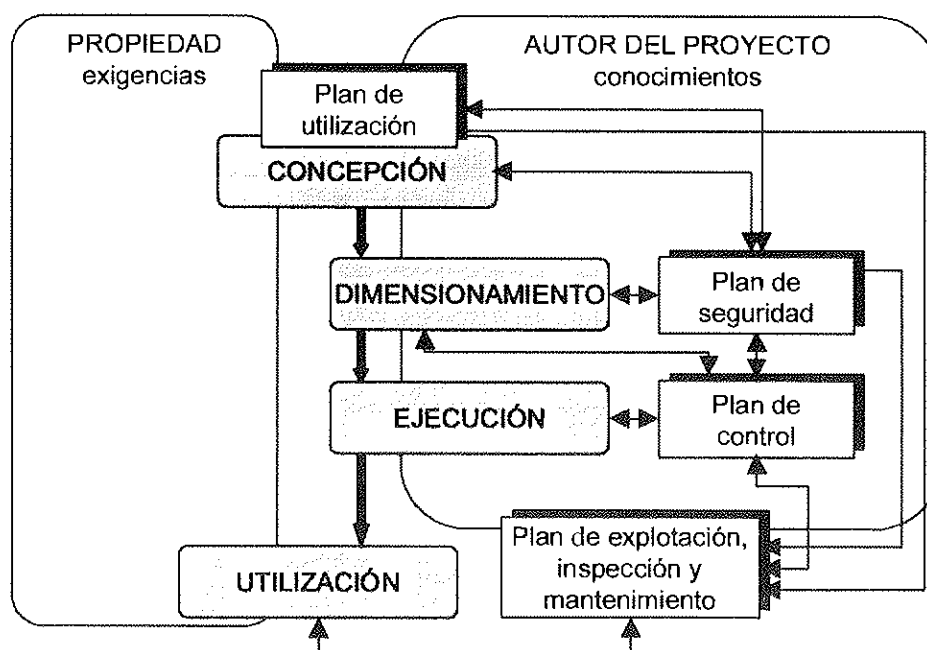 PROPIEDAD
exigencias
AUTOR DEL PROYECTO
conocimientos
Plan de
utilización
CONCEPCIÓN
DIMENSIONAMIENTO
Plan de
seguridad
EJECUCIÓN
Plan de
control
UTILIZACIÓN
Plan de explotación,
inspección y
mantenimiento